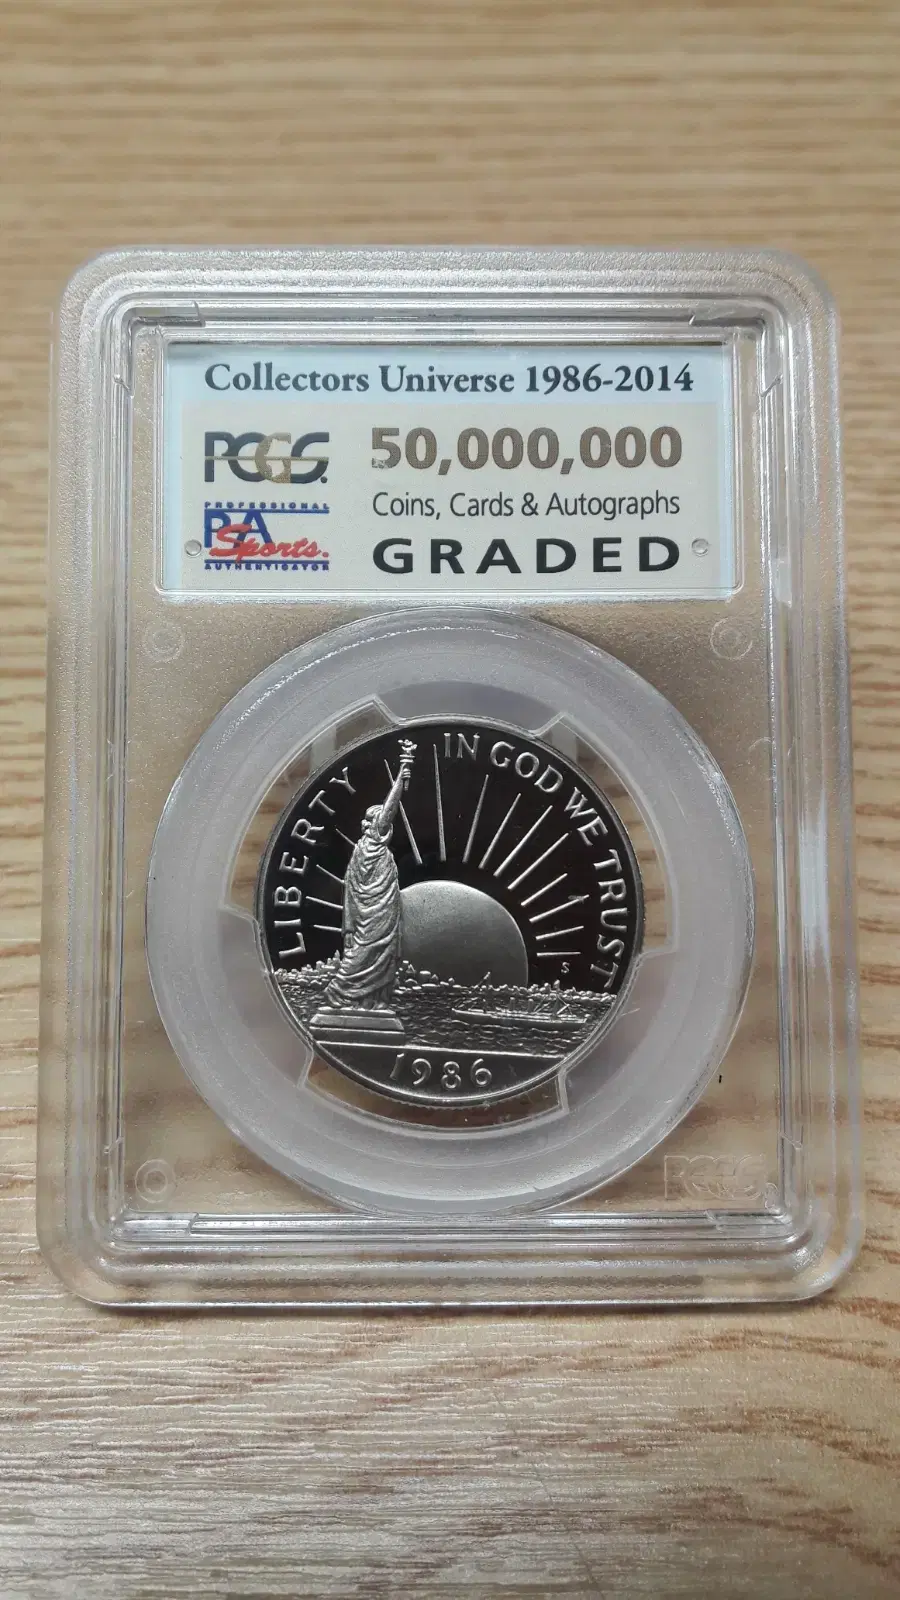 Collectors Universe 1986-2014
PCGS.
50,000,000
Coins, Cards & Autographs
GRADED
PROFESSIONAL
PSA
Sports.
AUTHENTICATOR
LIBERTY
IN GOD WE TRUST
S
1986
PCGS